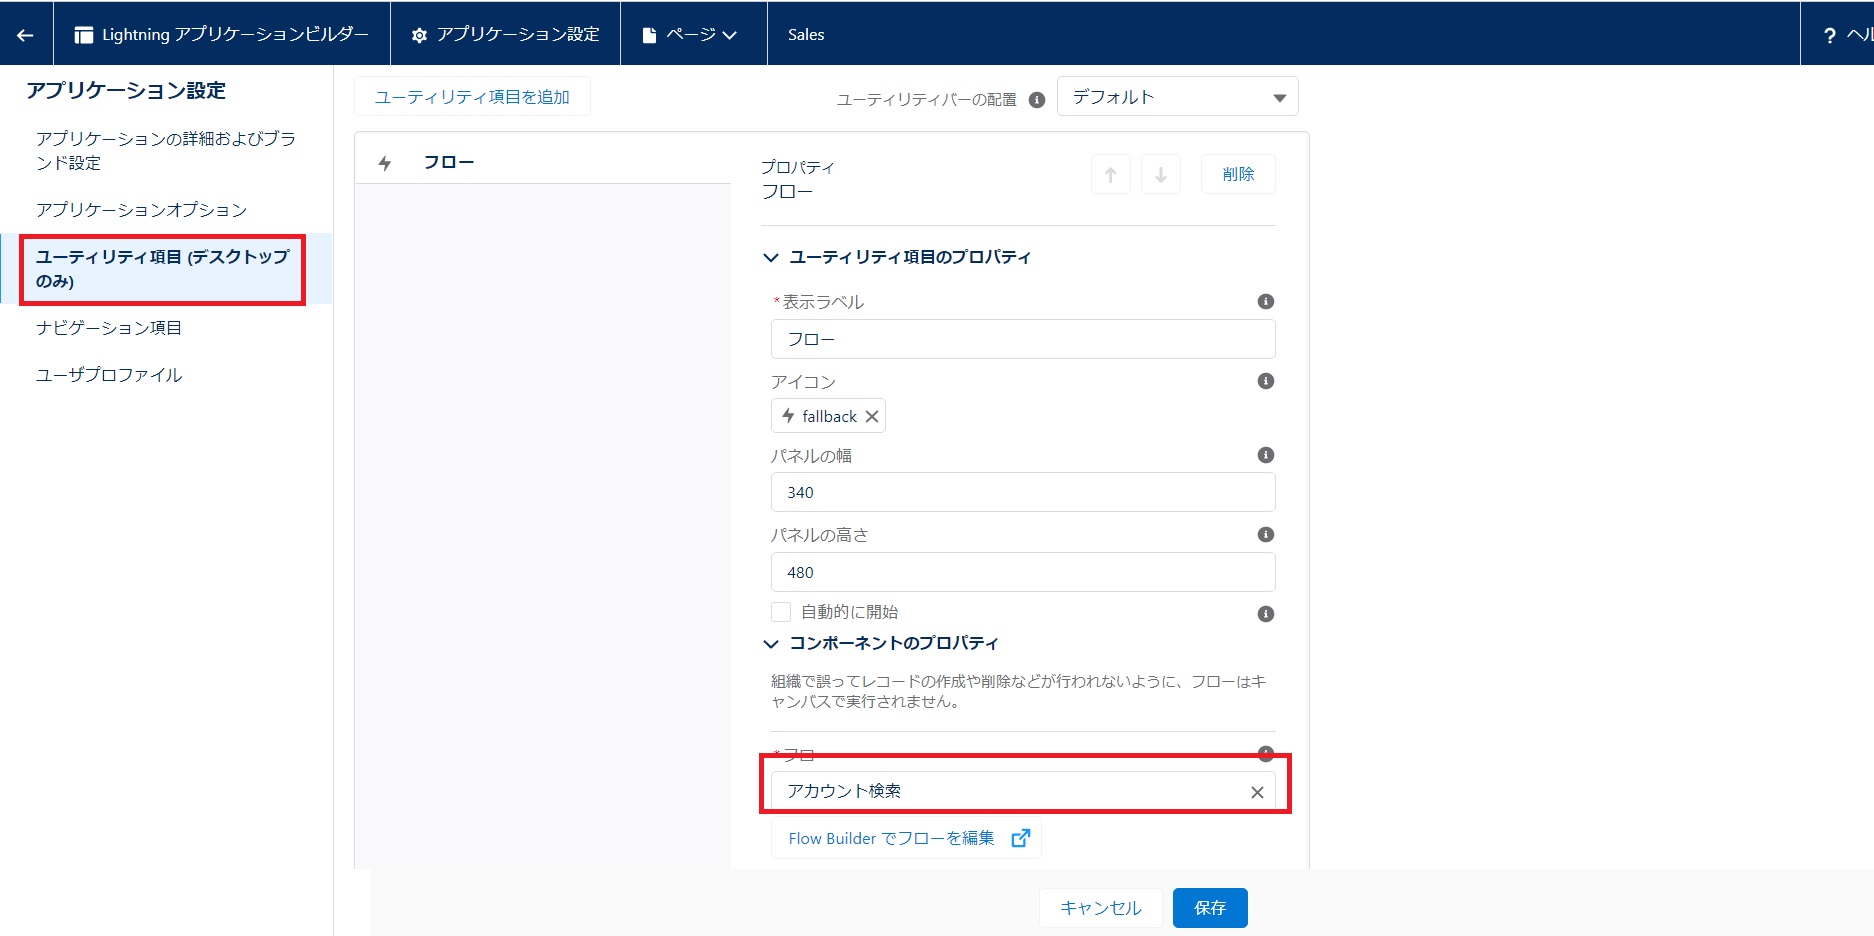 Lightning アプリケーションビルダー
アプリケーション設定
ページ
Sales
? ヘル
アプリケーション設定
アプリケーションの詳細およびブラ
ンド設定
アプリケーションオプション
ユーティリティ項目 (デスクトップ
のみ)
ナビゲーション項目
ユーザプロファイル
ユーティリティ項目を追加
ユーティリティバーの配置
デフォルト
フロー
プロパティ
フロー
削除
ユーティリティ項目のプロパティ
*表示ラベル
フロー
アイコン
fallback
パネルの幅
340
パネルの高さ
480
自動的に開始
コンポーネントのプロパティ
組織で誤ってレコードの作成や削除などが行われないように、フローはキ
ャンバスで実行されません。
*フロー
アカウント検索
Flow Builder でフローを編集
キャンセル
保存